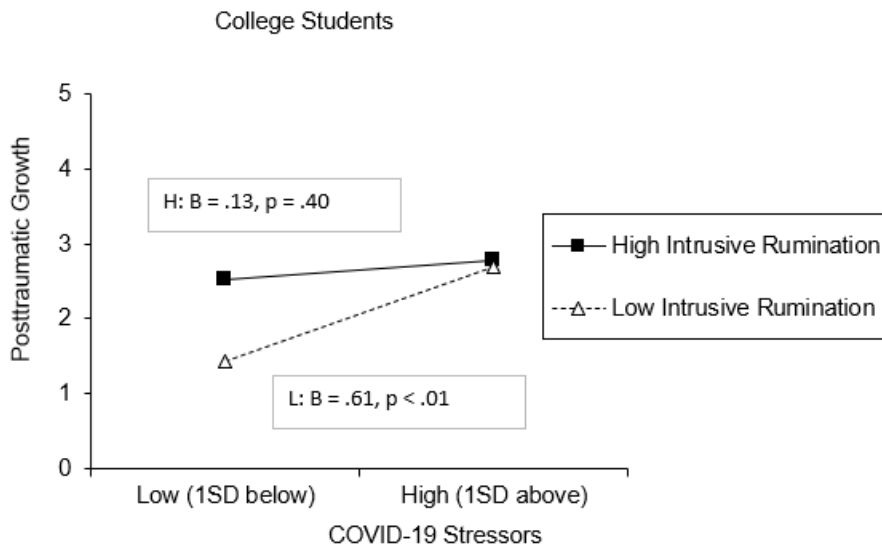 College Students
Posttraumatic Growth
5
4
3
2
1
0
H: B = .13, p = .40
L: B = .61, p < .01
High Intrusive Rumination
Low Intrusive Rumination
Low (1SD below)
High (1SD above)
COVID-19 Stressors